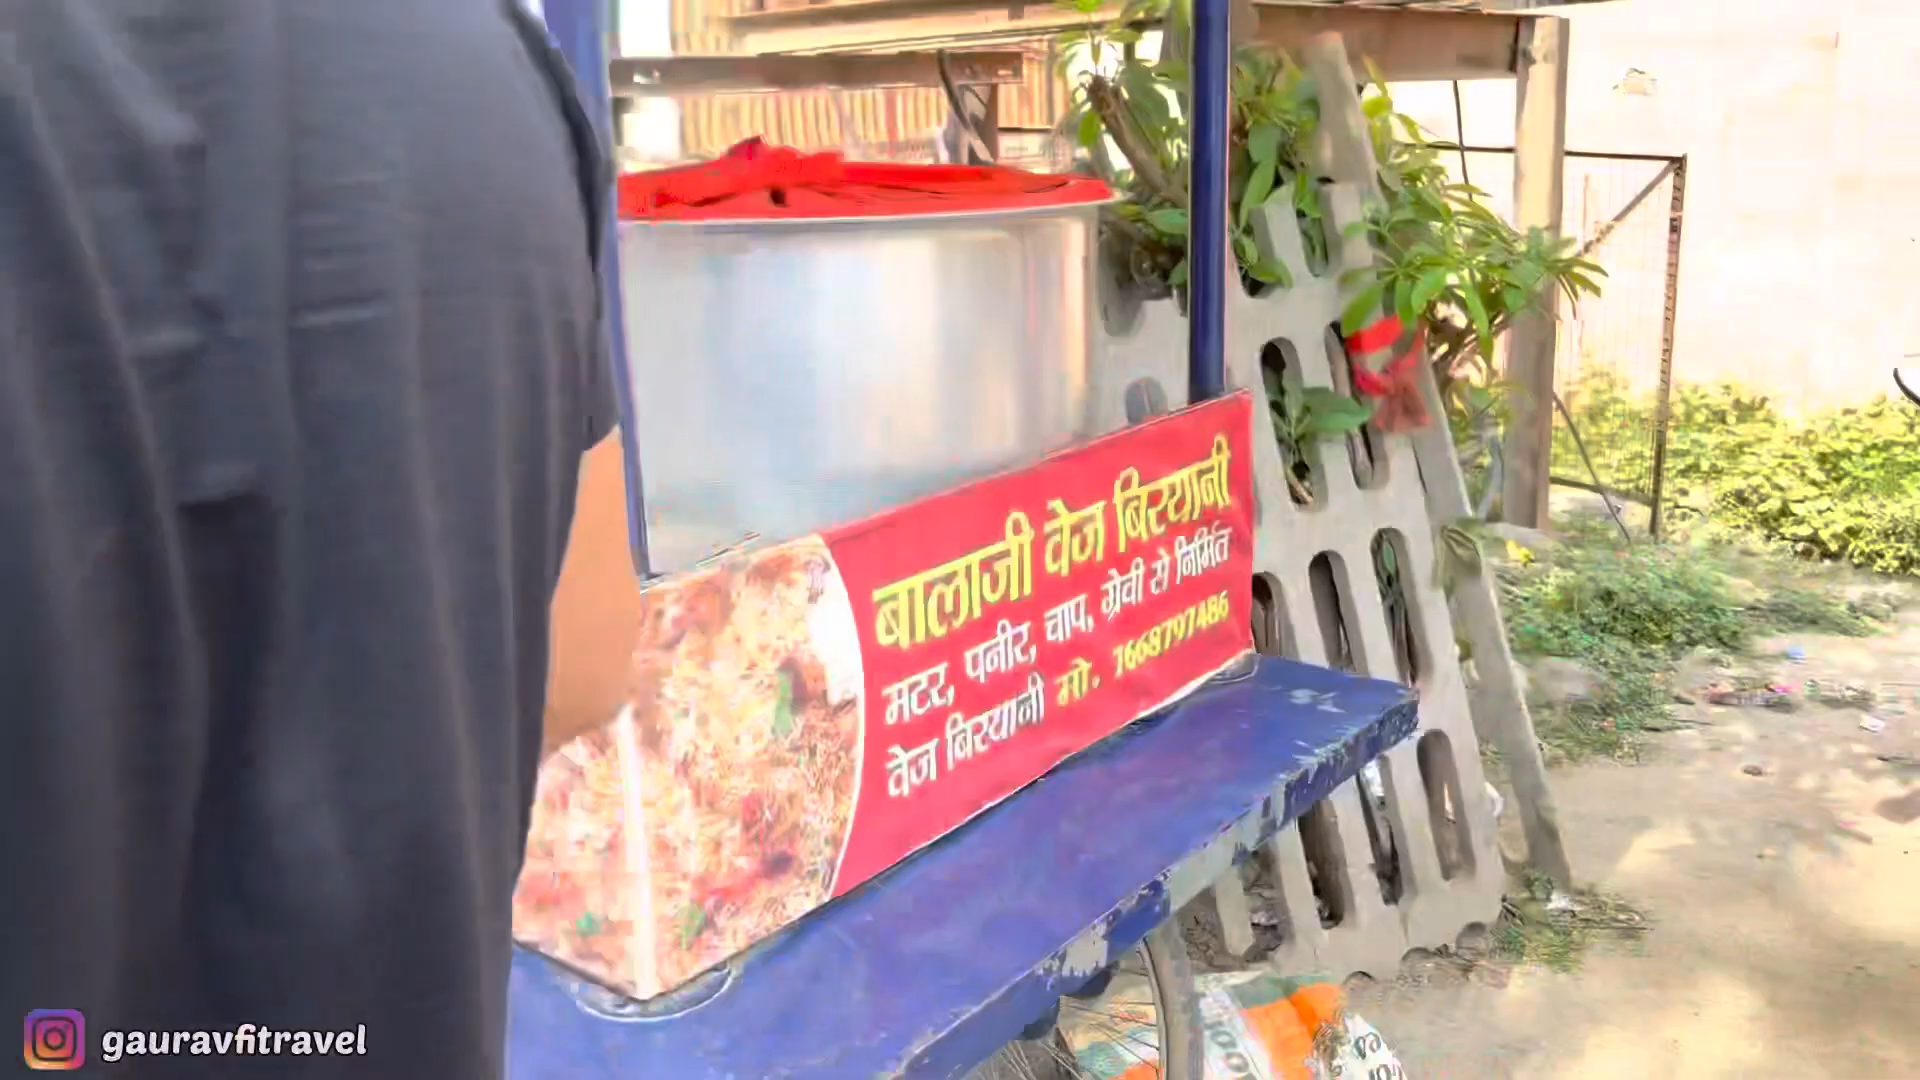 बालाजी वेज बिरयानी
मटर, पनीर, चाप, ग्रेवी से निर्मित
वेज बिरयानी मो. 7668797486
gauravfitravel